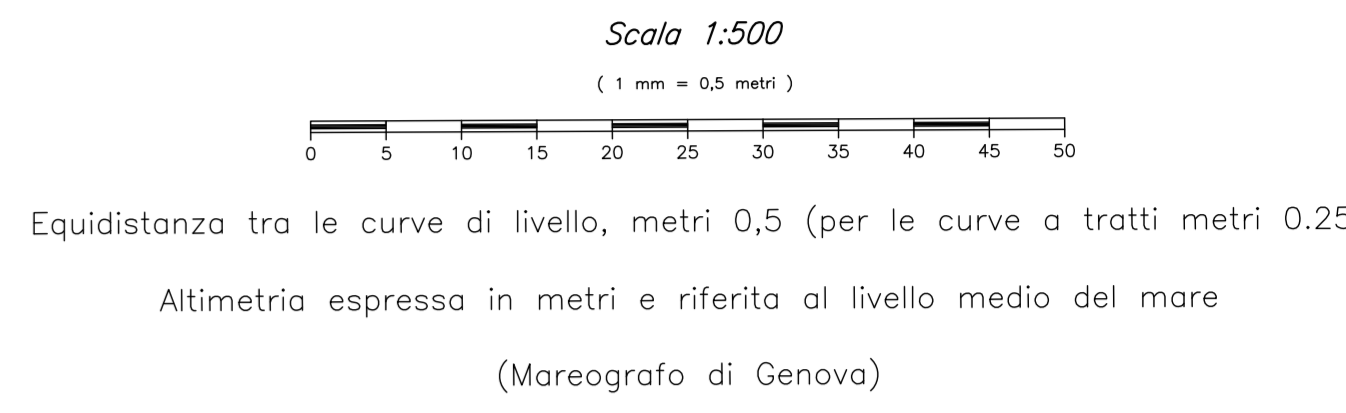 Scala 1:500
( 1 mm = 0,5 metri )
0 5 10 15 20 25 30 35 40 45 50
Equidistanza tra le curve di livello, metri 0,5 (per le curve a tratti metri 0.25
Altimetria espressa in metri e riferita al livello medio del mare
(Mareografo di Genova)